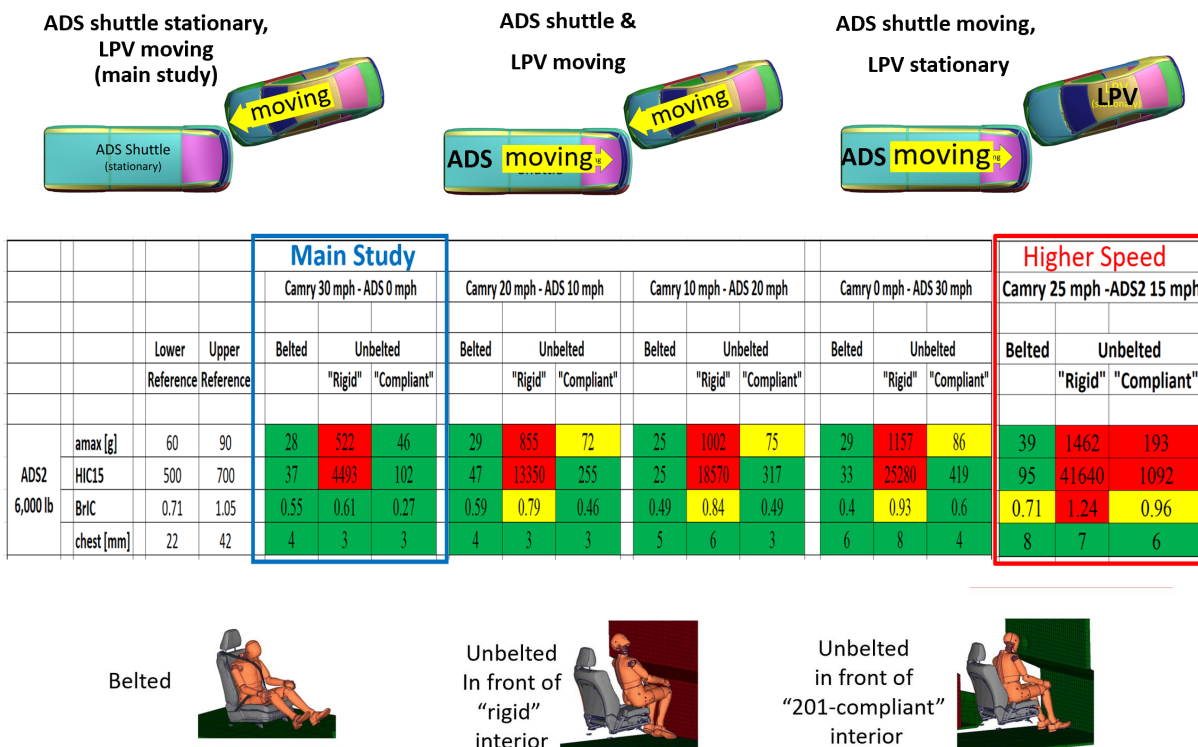 ADS shuttle stationary,
LPV moving
(main study)
ADS shuttle &
LPV moving
ADS shuttle moving,
LPV stationary
moving
ADS Shuttle
(stationary)
moving
ADS moving
LPV
(stationary)
ADS moving
Main Study
Higher Speed
Camry 30 mph - ADS 0 mph Camry 20 mph - ADS 10 mph Camry 10 mph - ADS 20 mph Camry 0 mph - ADS 30 mph Camry 25 mph -ADS2 15 mph
Lower Upper Belted Unbelted Belted Unbelted Belted Unbelted Belted Unbelted Belted Unbelted
Reference Reference "Rigid" "Compliant" "Rigid" "Compliant" "Rigid" "Compliant" "Rigid" "Compliant" "Rigid" "Compliant"
amax [g] 60 90 28 522 46 29 855 72 25 1002 75 29 1157 86 39 1462 193
ADS2 HIC15 500 700 37 4493 102 47 13350 255 25 18570 317 33 25280 419 95 41640 1092
6,000 lb BrIC 0.71 1.05 0.55 0.61 0.27 0.59 0.79 0.46 0.49 0.84 0.49 0.4 0.93 0.6 0.71 1.24 0.96
chest [mm] 22 42 4 3 3 4 3 3 5 6 3 6 8 4 8 7 6
Belted
Unbelted
In front of
“rigid”
interior
Unbelted
in front of
“201-compliant”
interior